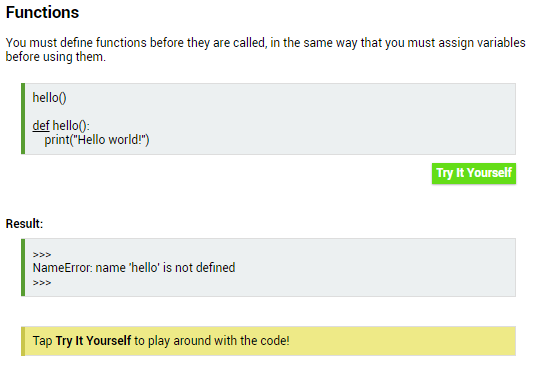 Functions
You must define functions before they are called, in the same way that you must assign variables
before using them.
hello()
def hello():
    print("Hello world!")
Try It Yourself
Result:
>>>
NameError: name 'hello' is not defined
>>>
Tap Try It Yourself to play around with the code!